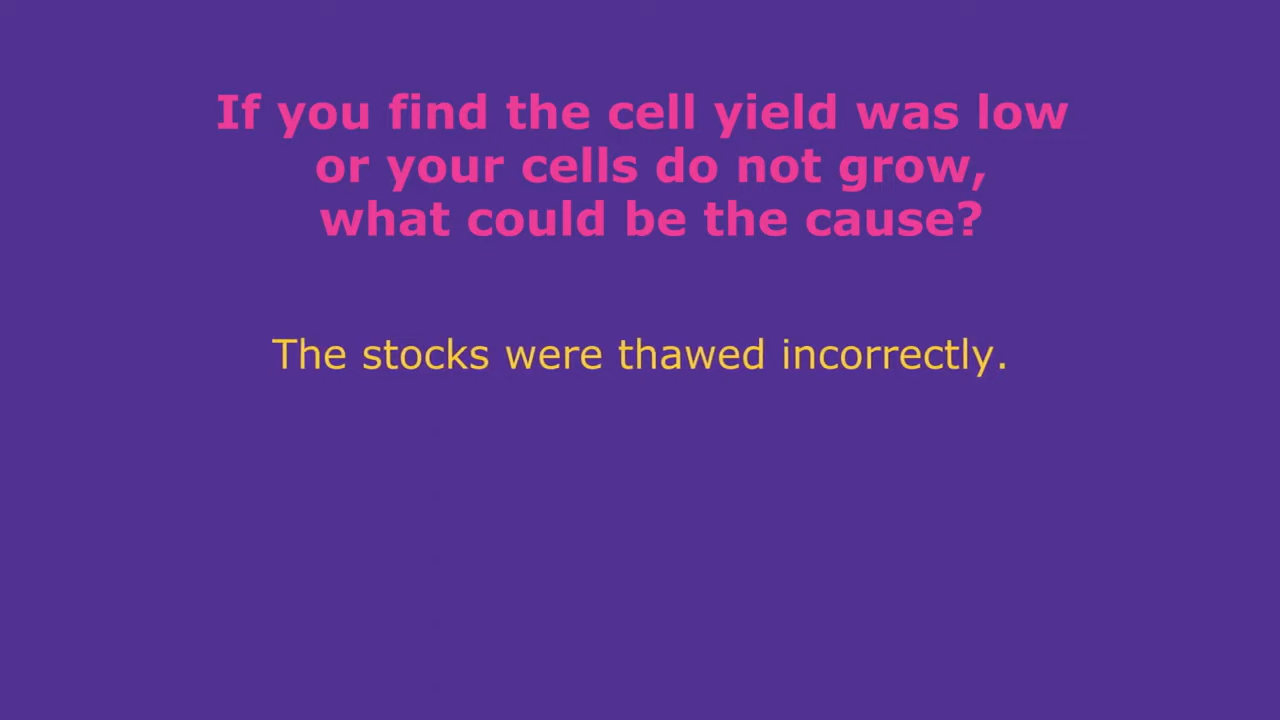 If you find the cell yield was low
or your cells do not grow,
what could be the cause?
The stocks were thawed incorrectly.